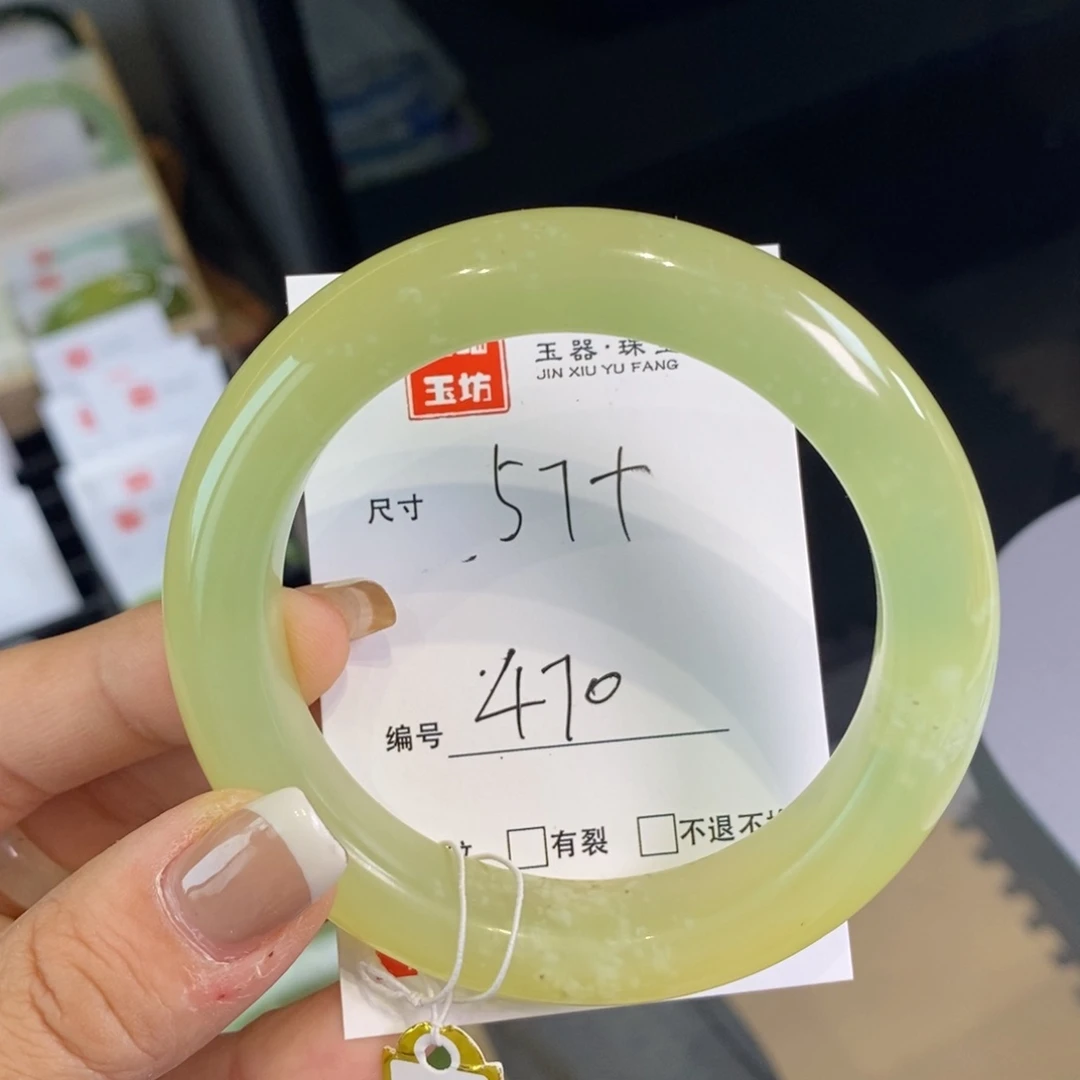 玉坊
玉器·珠
JIN XIU YU FANG
尺寸 57+
编号 470
有裂 不退不